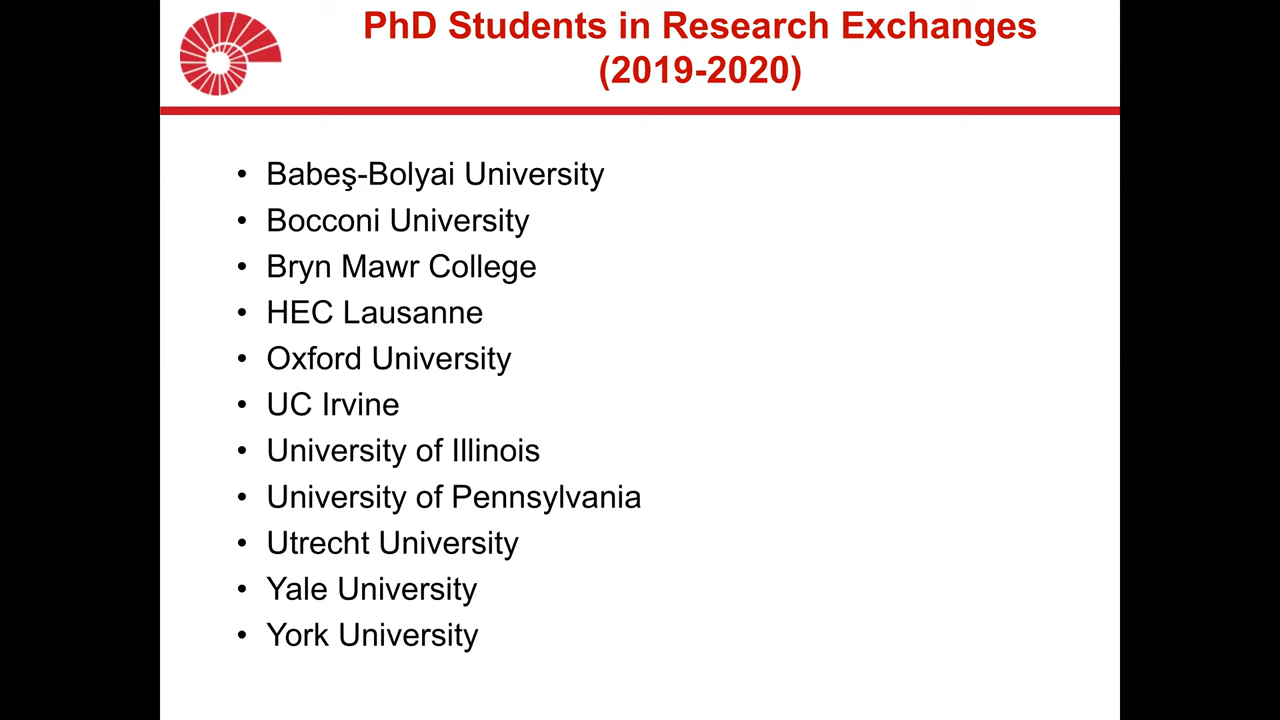 PhD Students in Research Exchanges
(2019-2020)
• Babeş-Bolyai University
• Bocconi University
• Bryn Mawr College
• HEC Lausanne
• Oxford University
• UC Irvine
• University of Illinois
• University of Pennsylvania
• Utrecht University
• Yale University
• York University